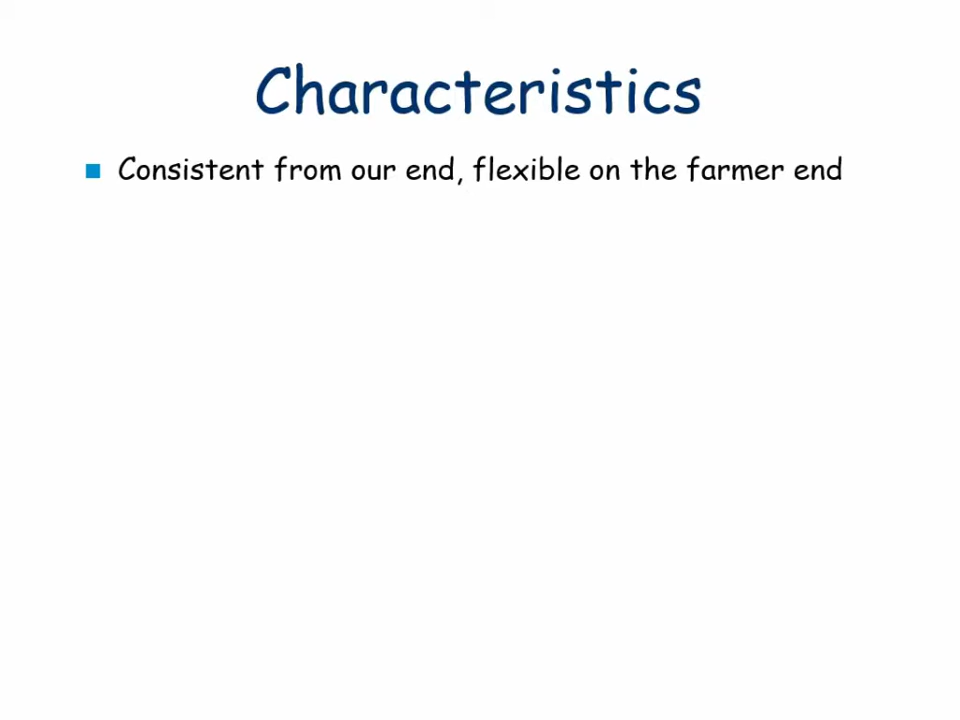 Characteristics
Consistent from our end, flexible on the farmer end